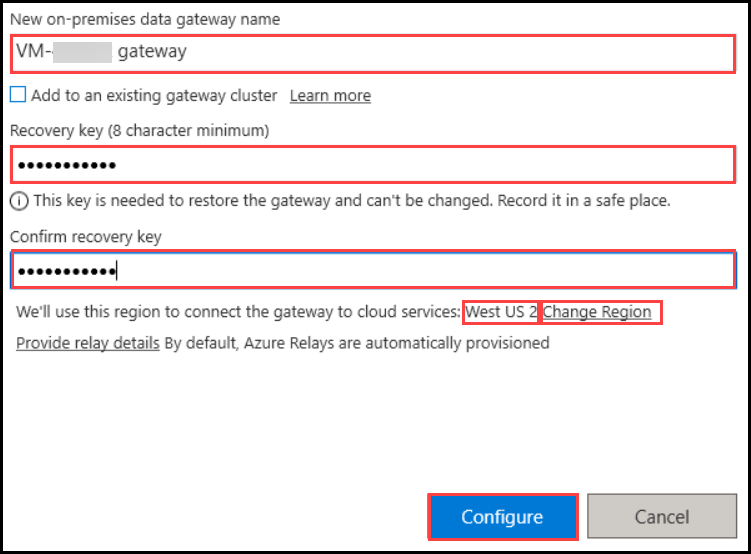 New on-premises data gateway name
VM- gateway
Add to an existing gateway cluster Learn more
Recovery key (8 character minimum)
●●●●●●●●●●●
This key is needed to restore the gateway and can't be changed. Record it in a safe place.
Confirm recovery key
●●●●●●●●●●●
We'll use this region to connect the gateway to cloud services: West US 2 Change Region
Provide relay details By default, Azure Relays are automatically provisioned
Configure Cancel